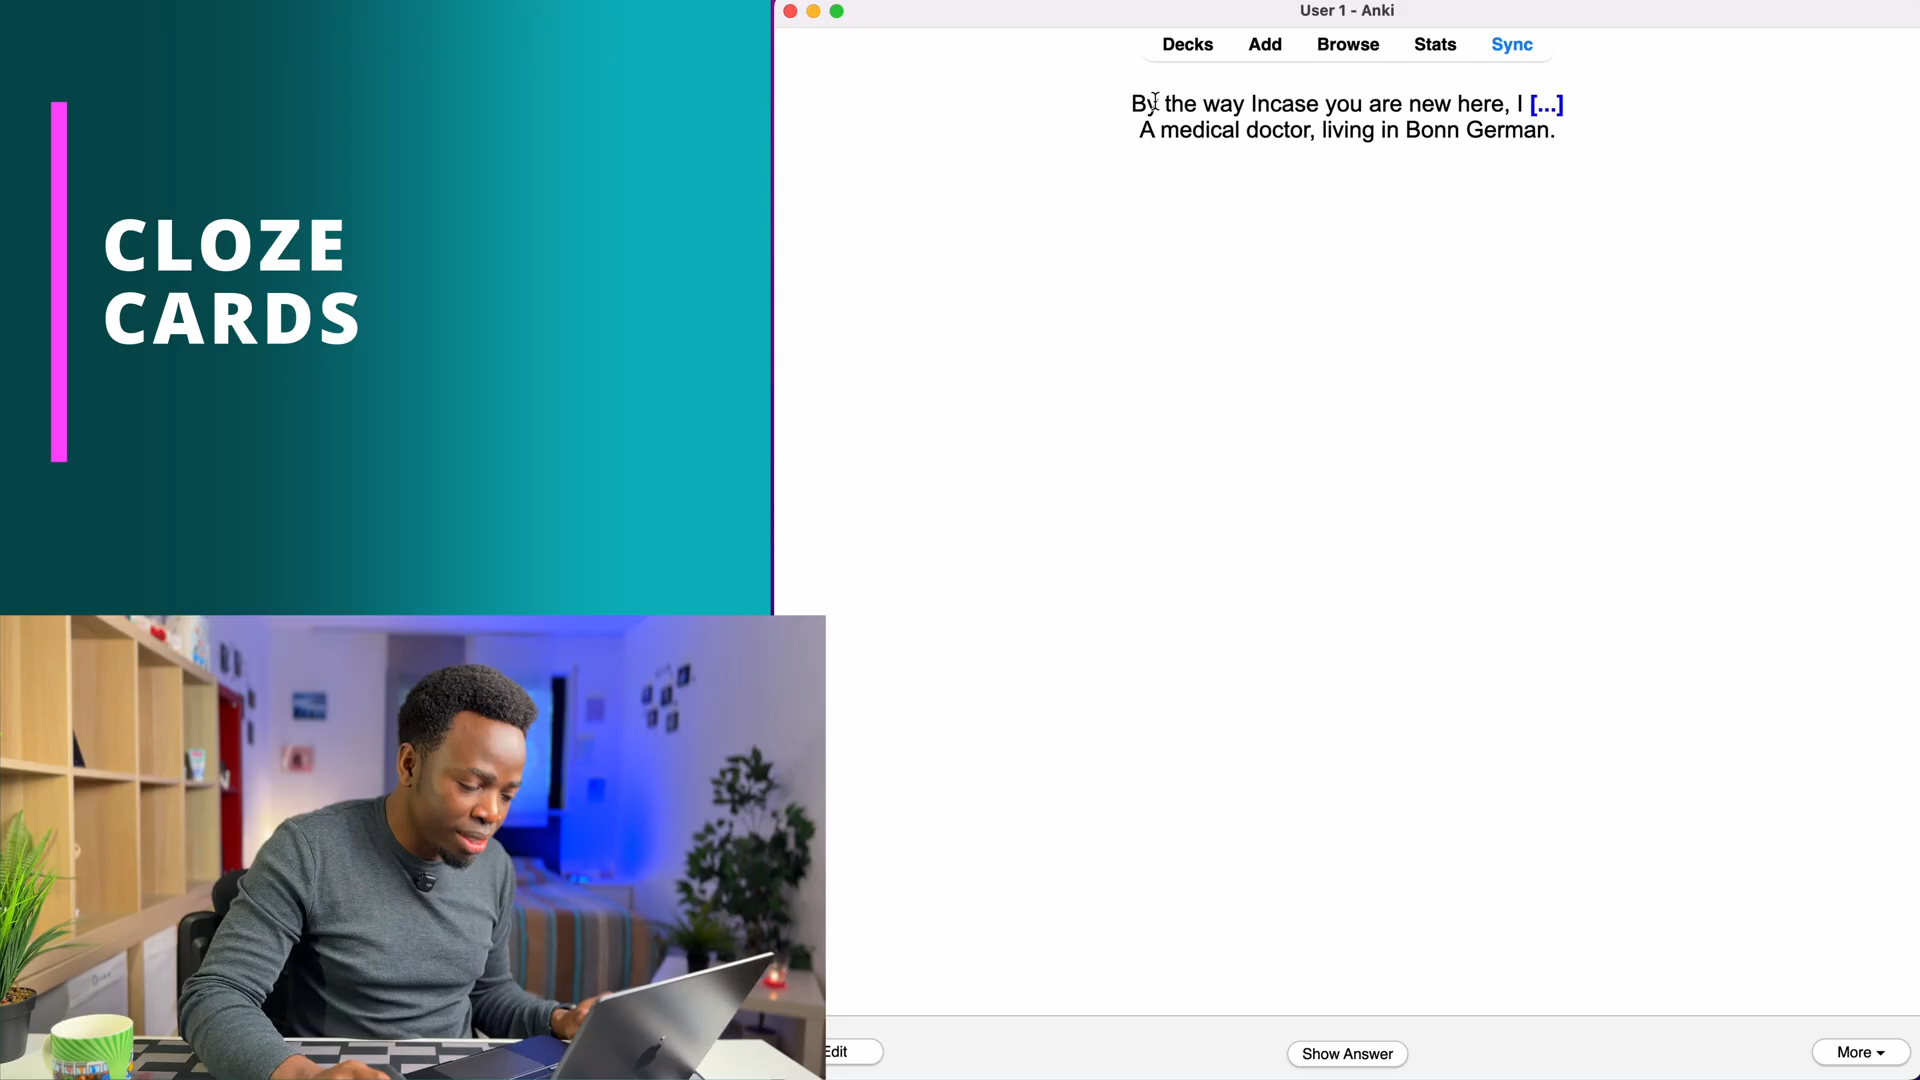 CLOZE
CARDS
User 1 - Anki
Decks Add Browse Stats Sync
By the way Incase you are new here, I [...]
A medical doctor, living in Bonn German.
Edit
Show Answer
More